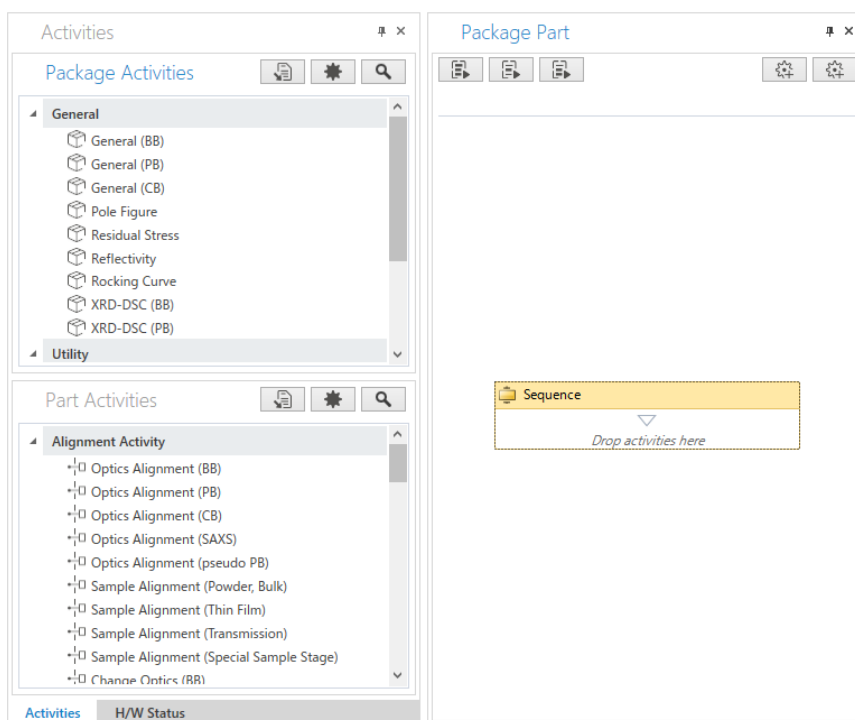 Activities
Package Activities
General
General (BB)
General (PB)
General (CB)
Pole Figure
Residual Stress
Reflectivity
Rocking Curve
XRD-DSC (BB)
XRD-DSC (PB)
Utility
Part Activities
Alignment Activity
Optics Alignment (BB)
Optics Alignment (PB)
Optics Alignment (CB)
Optics Alignment (SAXS)
Optics Alignment (pseudo PB)
Sample Alignment (Powder, Bulk)
Sample Alignment (Thin Film)
Sample Alignment (Transmission)
Sample Alignment (Special Sample Stage)
Change Optics (BB)
Activities H/W Status
Package Part
Sequence
Drop activities here